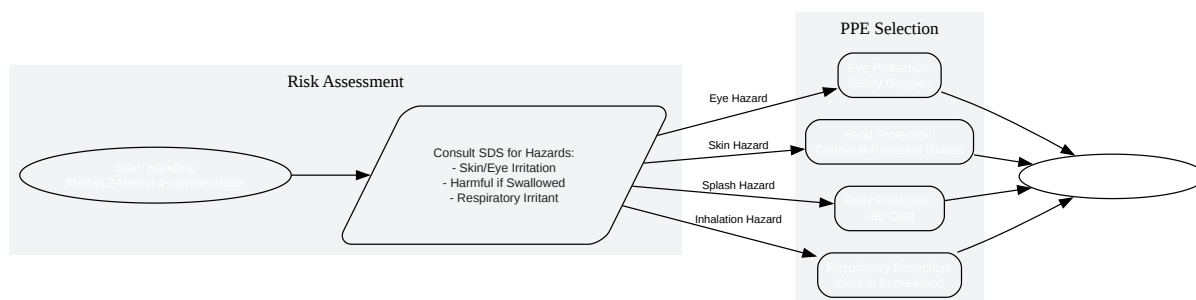 Risk Assessment
Start: Handling
Methyl 2-Methyl-4-nitrobenzoate
Consult SDS for Hazards:
- Skin/Eye Irritation
- Harmful if Swallowed
- Respiratory Irritant
Eye Hazard
Skin Hazard
Splash Hazard
Inhalation Hazard
PPE Selection
Eye Protection:
Safety Goggles
Hand Protection:
Chemical-Resistant Gloves
Body Protection:
Lab Coat
Respiratory Protection:
Work in Fume Hood